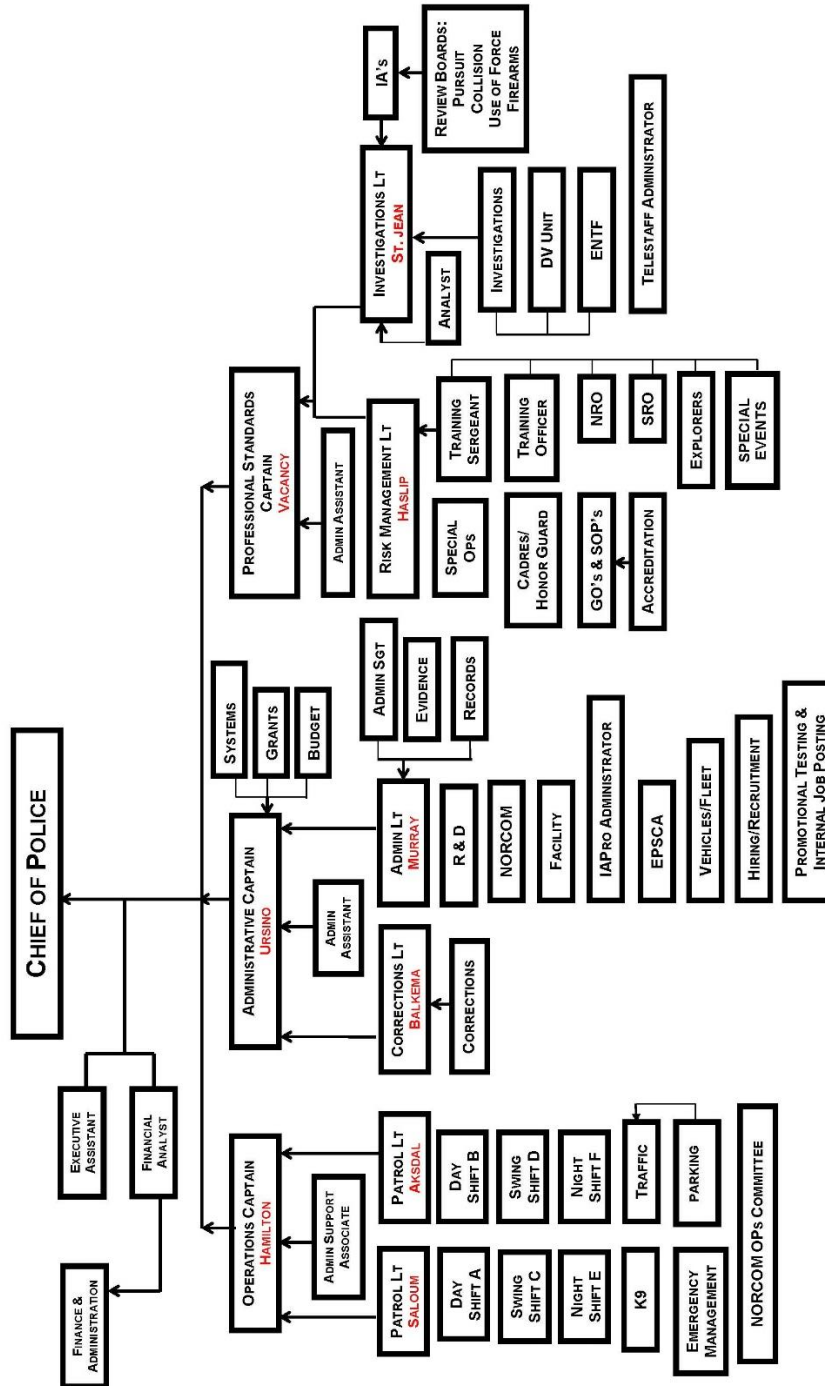 CHIEF OF POLICE
EXECUTIVE
ASSISTANT
FINANCIAL
ANALYST
FINANCE &
ADMINISTRATION
OPERATIONS CAPTAIN
HAMILTON
ADMIN SUPPORT
ASSOCIATE
PATROL LT
SALOUM
DAY
SHIFT A
SWING
SHIFT C
NIGHT
SHIFT E
K9
EMERGENCY
MANAGEMENT
PATROL LT
AKSDAL
DAY
SHIFT B
SWING
SHIFT D
NIGHT
SHIFT F
TRAFFIC
PARKING
NORCOM OPs COMMITTEE
ADMINISTRATIVE CAPTAIN
URSINO
SYSTEMS
GRANTS
BUDGET
ADMIN
ASSISTANT
CORRECTIONS LT
BALKEMA
CORRECTIONS
ADMIN LT
MURRAY
ADMIN SGT
EVIDENCE
RECORDS
R & D
NORCOM
FACILITY
IAPRO ADMINISTRATOR
EPSCA
VEHICLES/FLEET
HIRING/RECRUITMENT
PROMOTIONAL TESTING &
INTERNAL JOB POSTING
PROFESSIONAL STANDARDS
CAPTAIN
VACANCY
ADMIN ASSISTANT
RISK MANAGEMENT LT
HASLIP
SPECIAL
OPS
CADRES/
HONOR GUARD
GO's & SOP's
ACCREDITATION
TRAINING
SERGEANT
TRAINING
OFFICER
NRO
SRO
EXPLORERS
SPECIAL
EVENTS
INVESTIGATIONS LT
ST. JEAN
ANALYST
INVESTIGATIONS
DV UNIT
ENTF
TELESTAFF ADMINISTRATOR
IA's
REVIEW BOARDS:
PURSUIT
COLLISION
USE OF FORCE
FIREARMS